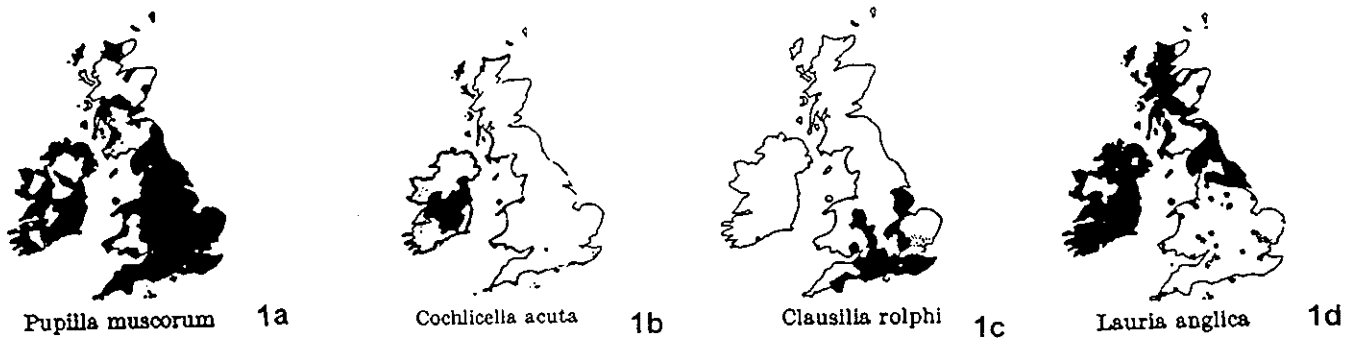 Pupilla muscorum 1a
Cochlicella acuta 1b
Clausilia rolphi 1c
Lauria anglica 1d